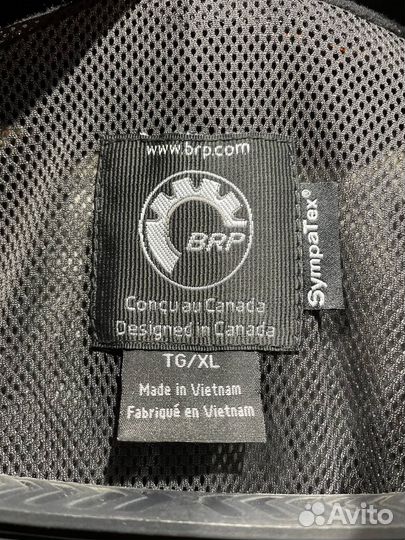 www.brp.com
BRP
Conçu au Canada
Designed in Canada
SympaTex®
TG/XL
Made in Vietnam
Fabriqué en Vietnam
Avito